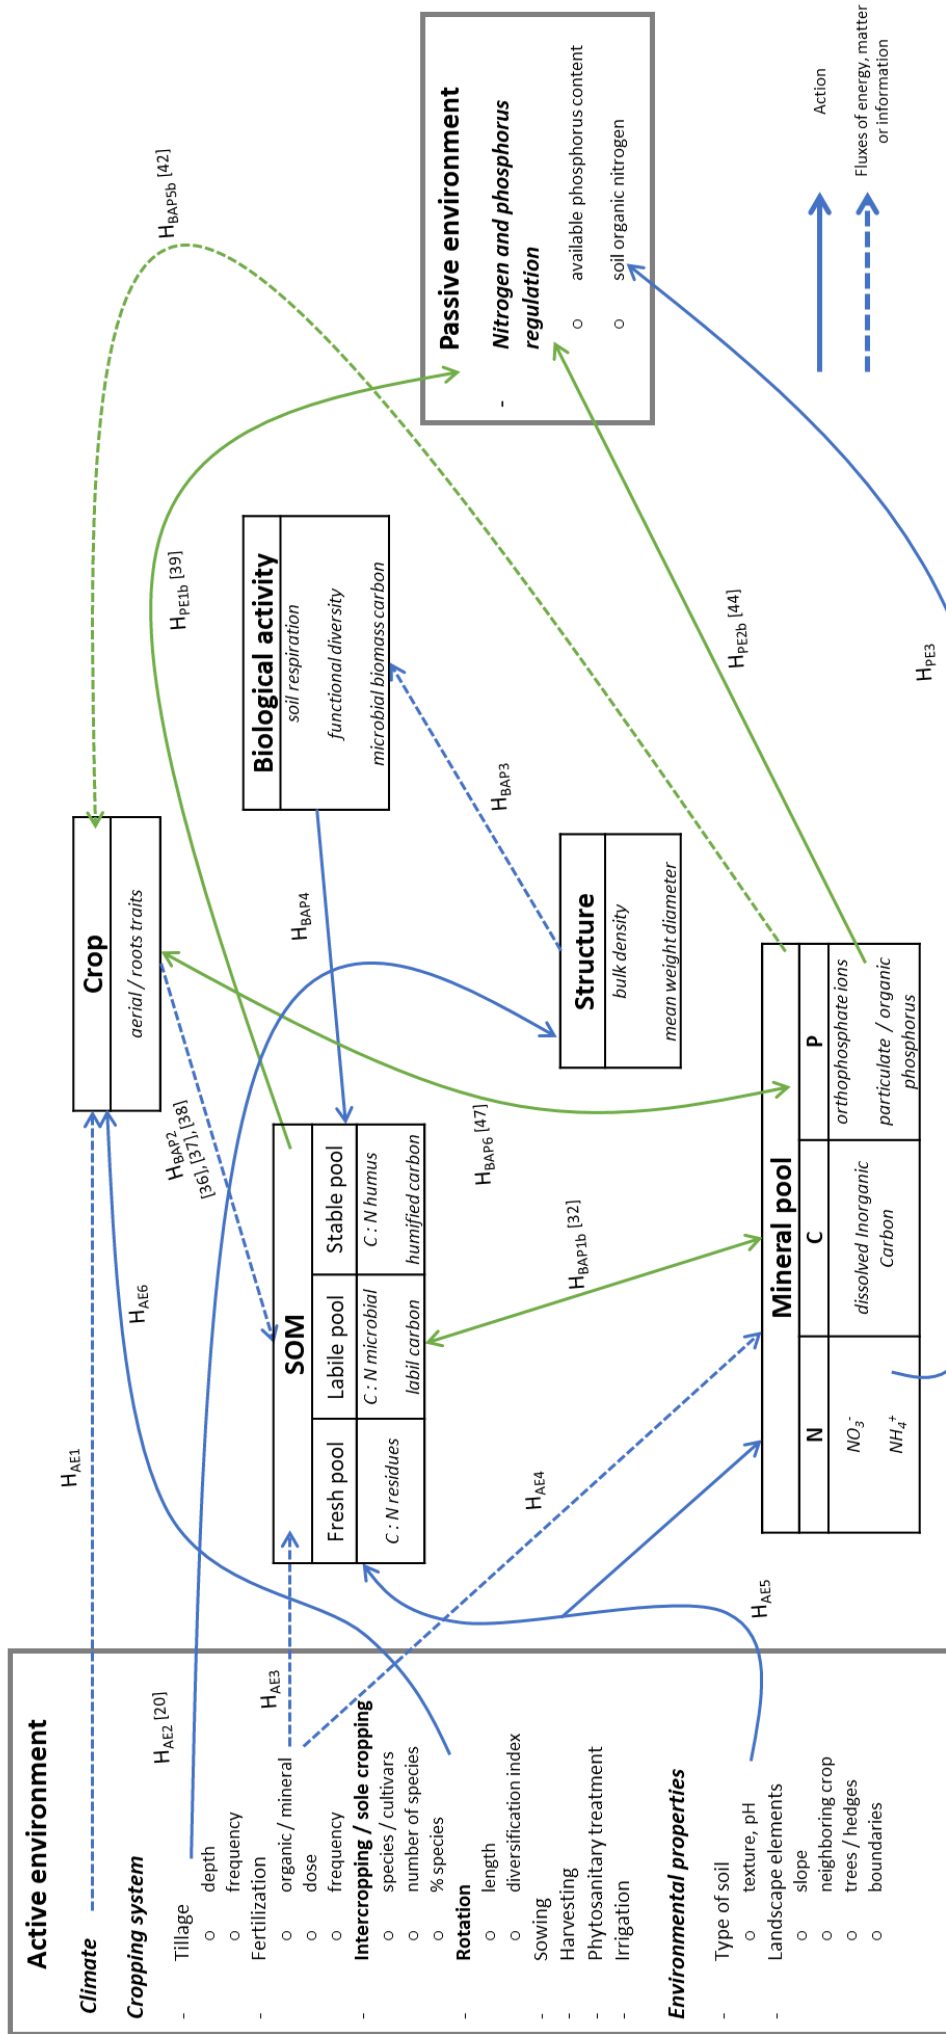 Active environment
Climate
Cropping system
- Tillage
o depth
o frequency
- Fertilization
o organic / mineral
o dose
o frequency
- Intercropping / sole cropping
o species / cultivars
o number of species
o % species
- Rotation
o length
o diversification index
- Sowing
- Harvesting
- Phytosanitary treatment
- Irrigation
Environmental properties
- Type of soil
o texture, pH
- Landscape elements
o slope
o neighboring crop
o trees / hedges
o boundaries
HAE1
HAE6
HAE2 [20]
HAE3
HAE4
HAE5
Crop
aerial / roots traits
HBAP2
[36], [37], [38]
SOM
Fresh pool
Labile pool
Stable pool
C : N residues
C : N microbial
labil carbon
C : N humus
humified carbon
HBAP4
HBAP6 [47]
HBAP1b [32]
Biological activity
soil respiration
functional diversity
microbial biomass carbon
HBAP3
Structure
bulk density
mean weight diameter
Mineral pool
N
C
P
NO3-
NH4+
dissolved Inorganic
Carbon
orthophosphate ions
particulate / organic
phosphorus
HPE1b [39]
HBAP5b [42]
HPE2b [44]
HPE3
Passive environment
- Nitrogen and phosphorus
regulation
o available phosphorus content
o soil organic nitrogen
Action
Fluxes of energy, matter
or information